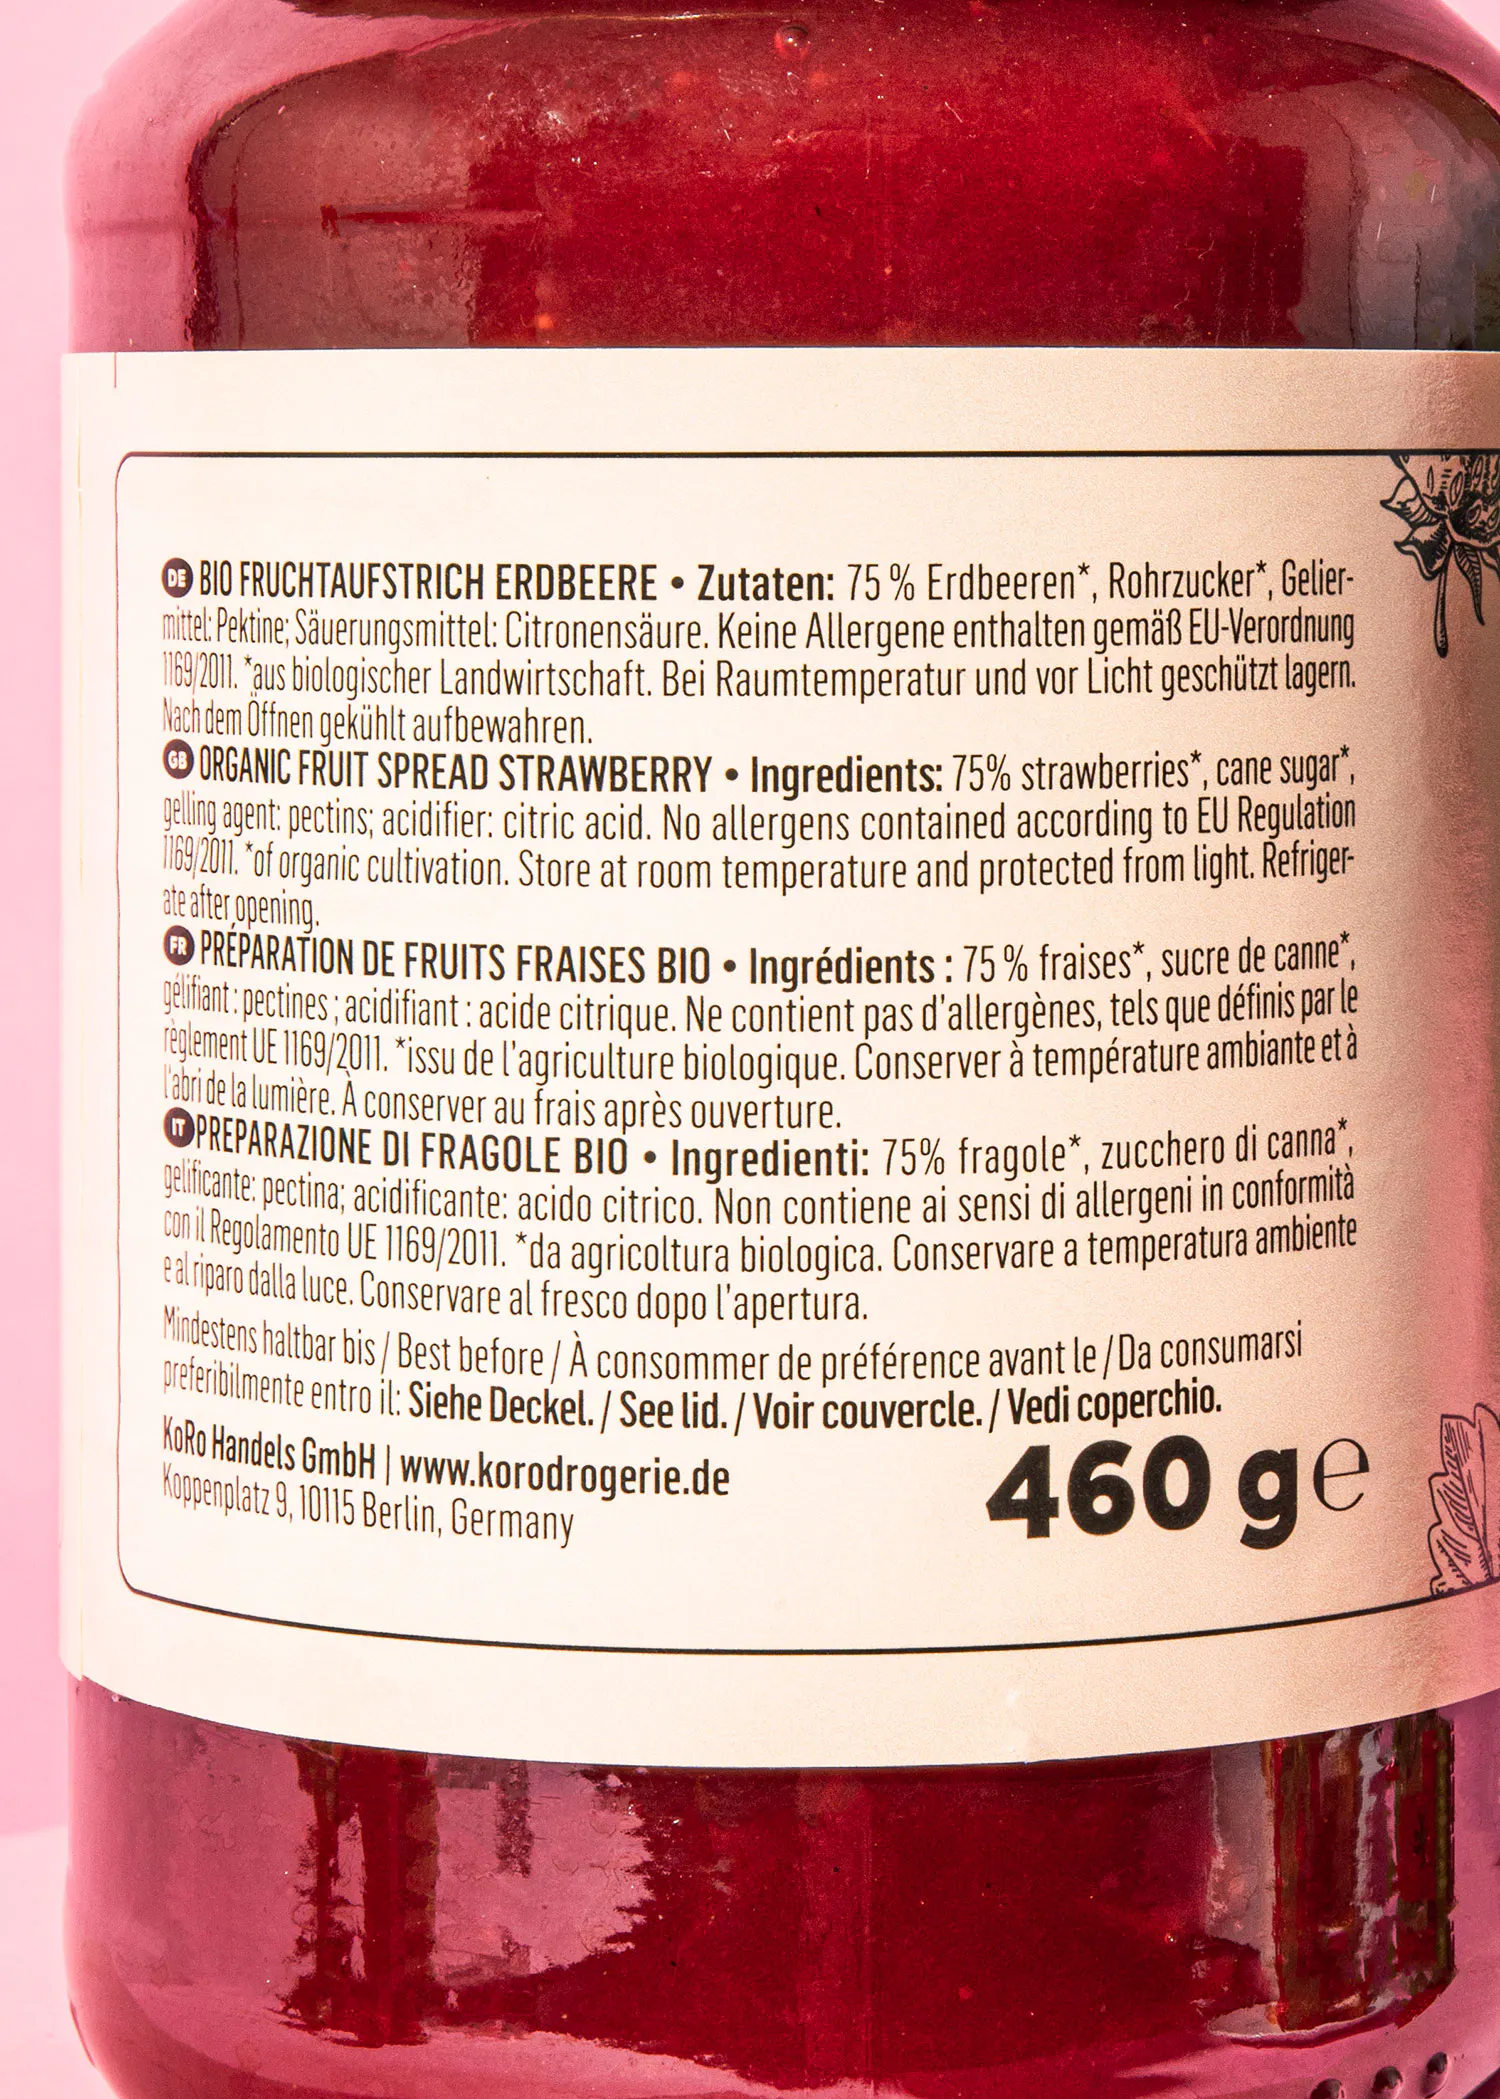 DE BIO FRUCHTAUFSTRICH ERDBEERE • Zutaten: 75 % Erdbeeren*, Rohrzucker*, Gelier-
mittel: Pektine; Säuerungsmittel: Citronensäure. Keine Allergene enthalten gemäß EU-Verordnung
1169/2011. *aus biologischer Landwirtschaft. Bei Raumtemperatur und vor Licht geschützt lagern.
Nach dem Öffnen gekühlt aufbewahren.
GB ORGANIC FRUIT SPREAD STRAWBERRY • Ingredients: 75% strawberries*, cane sugar*,
gelling agent: pectins; acidifier: citric acid. No allergens contained according to EU Regulation
1169/2011. *of organic cultivation. Store at room temperature and protected from light. Refriger-
ate after opening.
FR PRÉPARATION DE FRUITS FRAISES BIO • Ingrédients : 75 % fraises*, sucre de canne*,
gélifiant : pectines ; acidifiant : acide citrique. Ne contient pas d'allergènes, tels que définis par le
règlement UE 1169/2011. *issu de l'agriculture biologique. Conserver à température ambiante et à
l'abri de la lumière. À conserver au frais après ouverture.
IT PREPARAZIONE DI FRAGOLE BIO • Ingredienti: 75% fragole*, zucchero di canna*,
gelificante: pectina; acidificante: acido citrico. Non contiene ai sensi di allergeni in conformità
con il Regolamento UE 1169/2011. *da agricoltura biologica. Conservare a temperatura ambiente
e al riparo dalla luce. Conservare al fresco dopo l'apertura.
Mindestens haltbar bis / Best before / À consommer de préférence avant le / Da consumarsi
preferibilmente entro il: Siehe Deckel. / See lid. / Voir couvercle. / Vedi coperchio.
KoRo Handels GmbH | www.korodrogerie.de
Koppenplatz 9, 10115 Berlin, Germany
460 g ℮